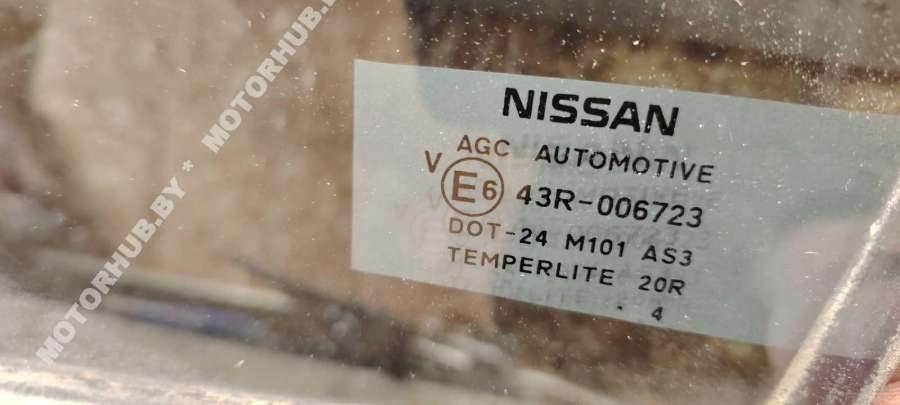 NISSAN
AGC AUTOMOTIVE
V E6 43R-006723
DOT-24 M101 AS3
TEMPERLITE 20R
. 4
MOTORHUB.BY * MOTORHUB.BY